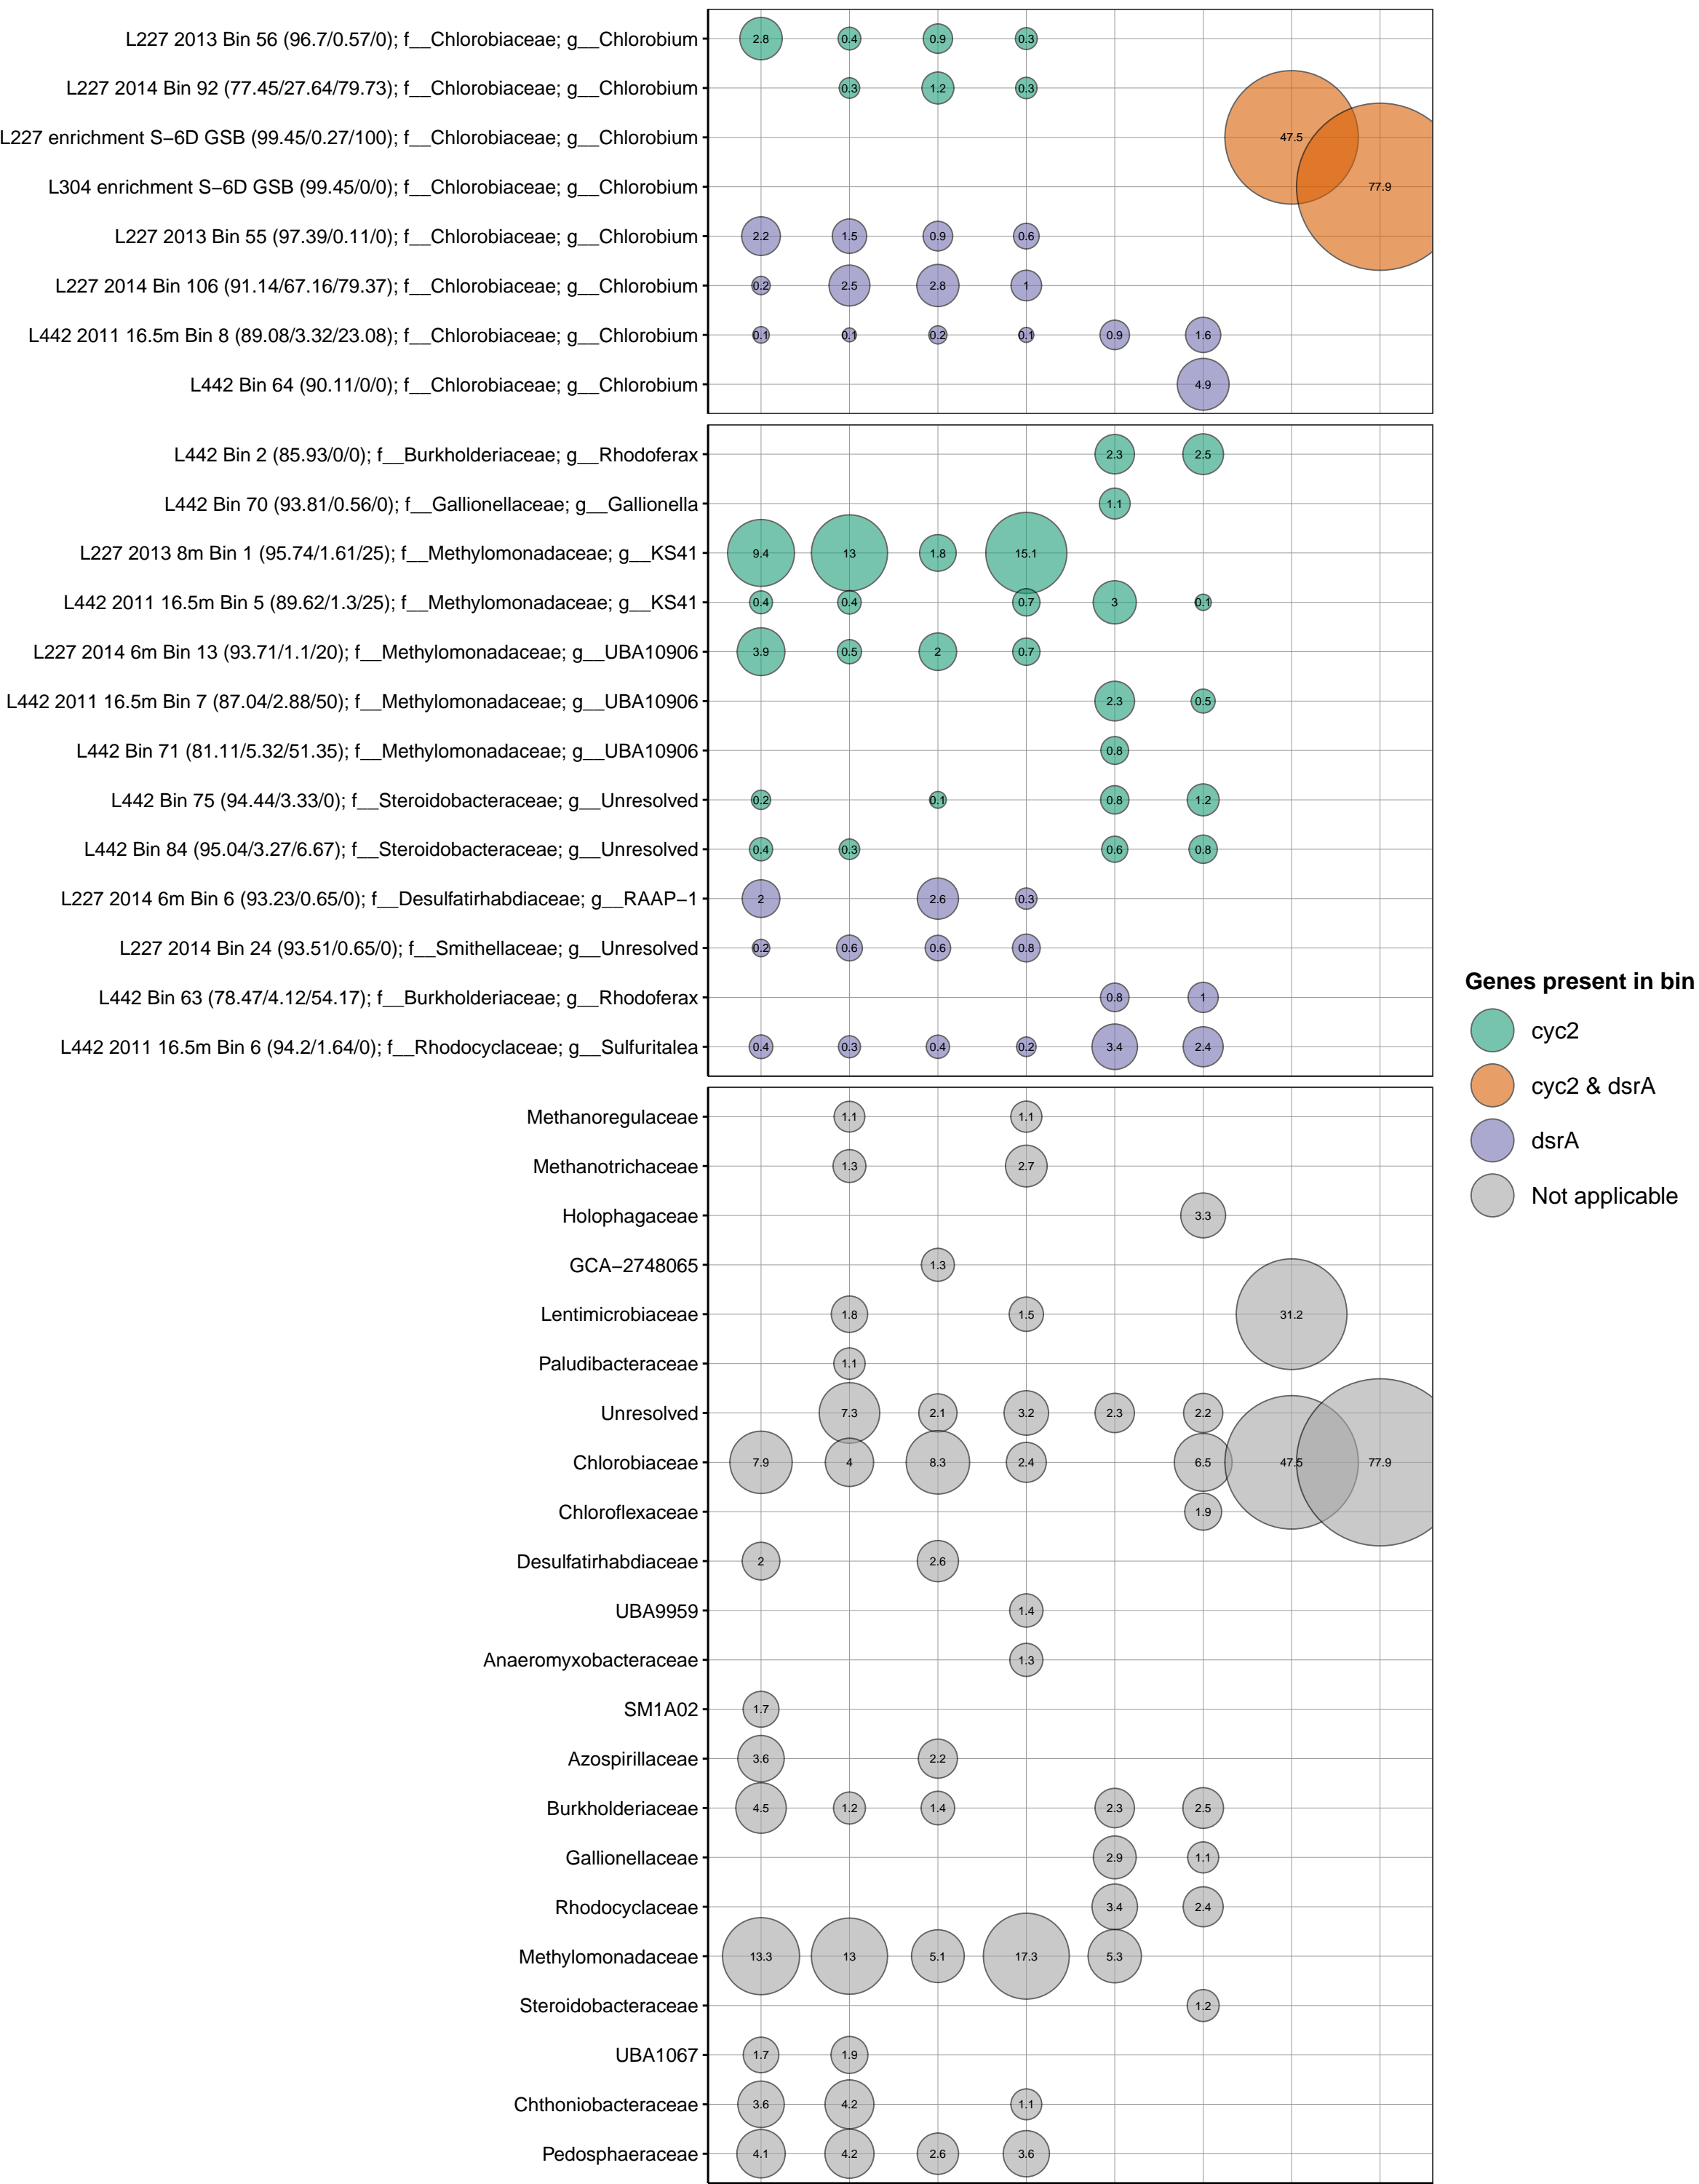 L227 2013 Bin 56 (96.7/0.57/0); f__Chlorobiaceae; g__Chlorobium 2.8 0.4 0.9 0.3
L227 2014 Bin 92 (77.45/27.64/79.73); f__Chlorobiaceae; g__Chlorobium 0.3 1.2 0.3
L227 enrichment S−6D GSB (99.45/0.27/100); f__Chlorobiaceae; g__Chlorobium 47.5
L304 enrichment S−6D GSB (99.45/0/0); f__Chlorobiaceae; g__Chlorobium 77.9
L227 2013 Bin 55 (97.39/0.11/0); f__Chlorobiaceae; g__Chlorobium 2.2 1.5 0.9 0.6
L227 2014 Bin 106 (91.14/67.16/79.37); f__Chlorobiaceae; g__Chlorobium 0.2 2.5 2.8 1
L442 2011 16.5m Bin 8 (89.08/3.32/23.08); f__Chlorobiaceae; g__Chlorobium 0.1 0.1 0.2 0.1 0.9 1.6
L442 Bin 64 (90.11/0/0); f__Chlorobiaceae; g__Chlorobium 4.9
L442 Bin 2 (85.93/0/0); f__Burkholderiaceae; g__Rhodoferax 2.3 2.5
L442 Bin 70 (93.81/0.56/0); f__Gallionellaceae; g__Gallionella 1.1
L227 2013 8m Bin 1 (95.74/1.61/25); f__Methylomonadaceae; g__KS41 9.4 13 1.8 15.1
L442 2011 16.5m Bin 5 (89.62/1.3/25); f__Methylomonadaceae; g__KS41 0.4 0.4 0.7 3 0.1
L227 2014 6m Bin 13 (93.71/1.1/20); f__Methylomonadaceae; g__UBA10906 3.9 0.5 2 0.7
L442 2011 16.5m Bin 7 (87.04/2.88/50); f__Methylomonadaceae; g__UBA10906 2.3 0.5
L442 Bin 71 (81.11/5.32/51.35); f__Methylomonadaceae; g__UBA10906 0.8
L442 Bin 75 (94.44/3.33/0); f__Steroidobacteraceae; g__Unresolved 0.2 0.1 0.8 1.2
L442 Bin 84 (95.04/3.27/6.67); f__Steroidobacteraceae; g__Unresolved 0.4 0.3 0.6 0.8
L227 2014 6m Bin 6 (93.23/0.65/0); f__Desulfatirhabdiaceae; g__RAAP−1 2 2.6 0.3
L227 2014 Bin 24 (93.51/0.65/0); f__Smithellaceae; g__Unresolved 0.2 0.6 0.6 0.8
L442 Bin 63 (78.47/4.12/54.17); f__Burkholderiaceae; g__Rhodoferax 0.8 1
L442 2011 16.5m Bin 6 (94.2/1.64/0); f__Rhodocyclaceae; g__Sulfuritalea 0.4 0.3 0.4 0.2 3.4 2.4
Methanoregulaceae 1.1 1.1
Methanotrichaceae 1.3 2.7
Holophagaceae 3.3
GCA−2748065 1.3
Lentimicrobiaceae 1.8 1.5 31.2
Paludibacteraceae 1.1
Unresolved 7.3 2.1 3.2 2.3 2.2
Chlorobiaceae 7.9 4 8.3 2.4 6.5 47.5 77.9
Chloroflexaceae 1.9
Desulfatirhabdiaceae 2 2.6
UBA9959 1.4
Anaeromyxobacteraceae 1.3
SM1A02 1.7
Azospirillaceae 3.6 2.2
Burkholderiaceae 4.5 1.2 1.4 2.3 2.5
Gallionellaceae 2.9 1.1
Rhodocyclaceae 3.4 2.4
Methylomonadaceae 13.3 13 5.1 17.3 5.3
Steroidobacteraceae 1.2
UBA1067 1.7 1.9
Chthoniobacteraceae 3.6 4.2 1.1
Pedosphaeraceae 4.1 4.2 2.6 3.6
Genes present in bin
cyc2
cyc2 & dsrA
dsrA
Not applicable